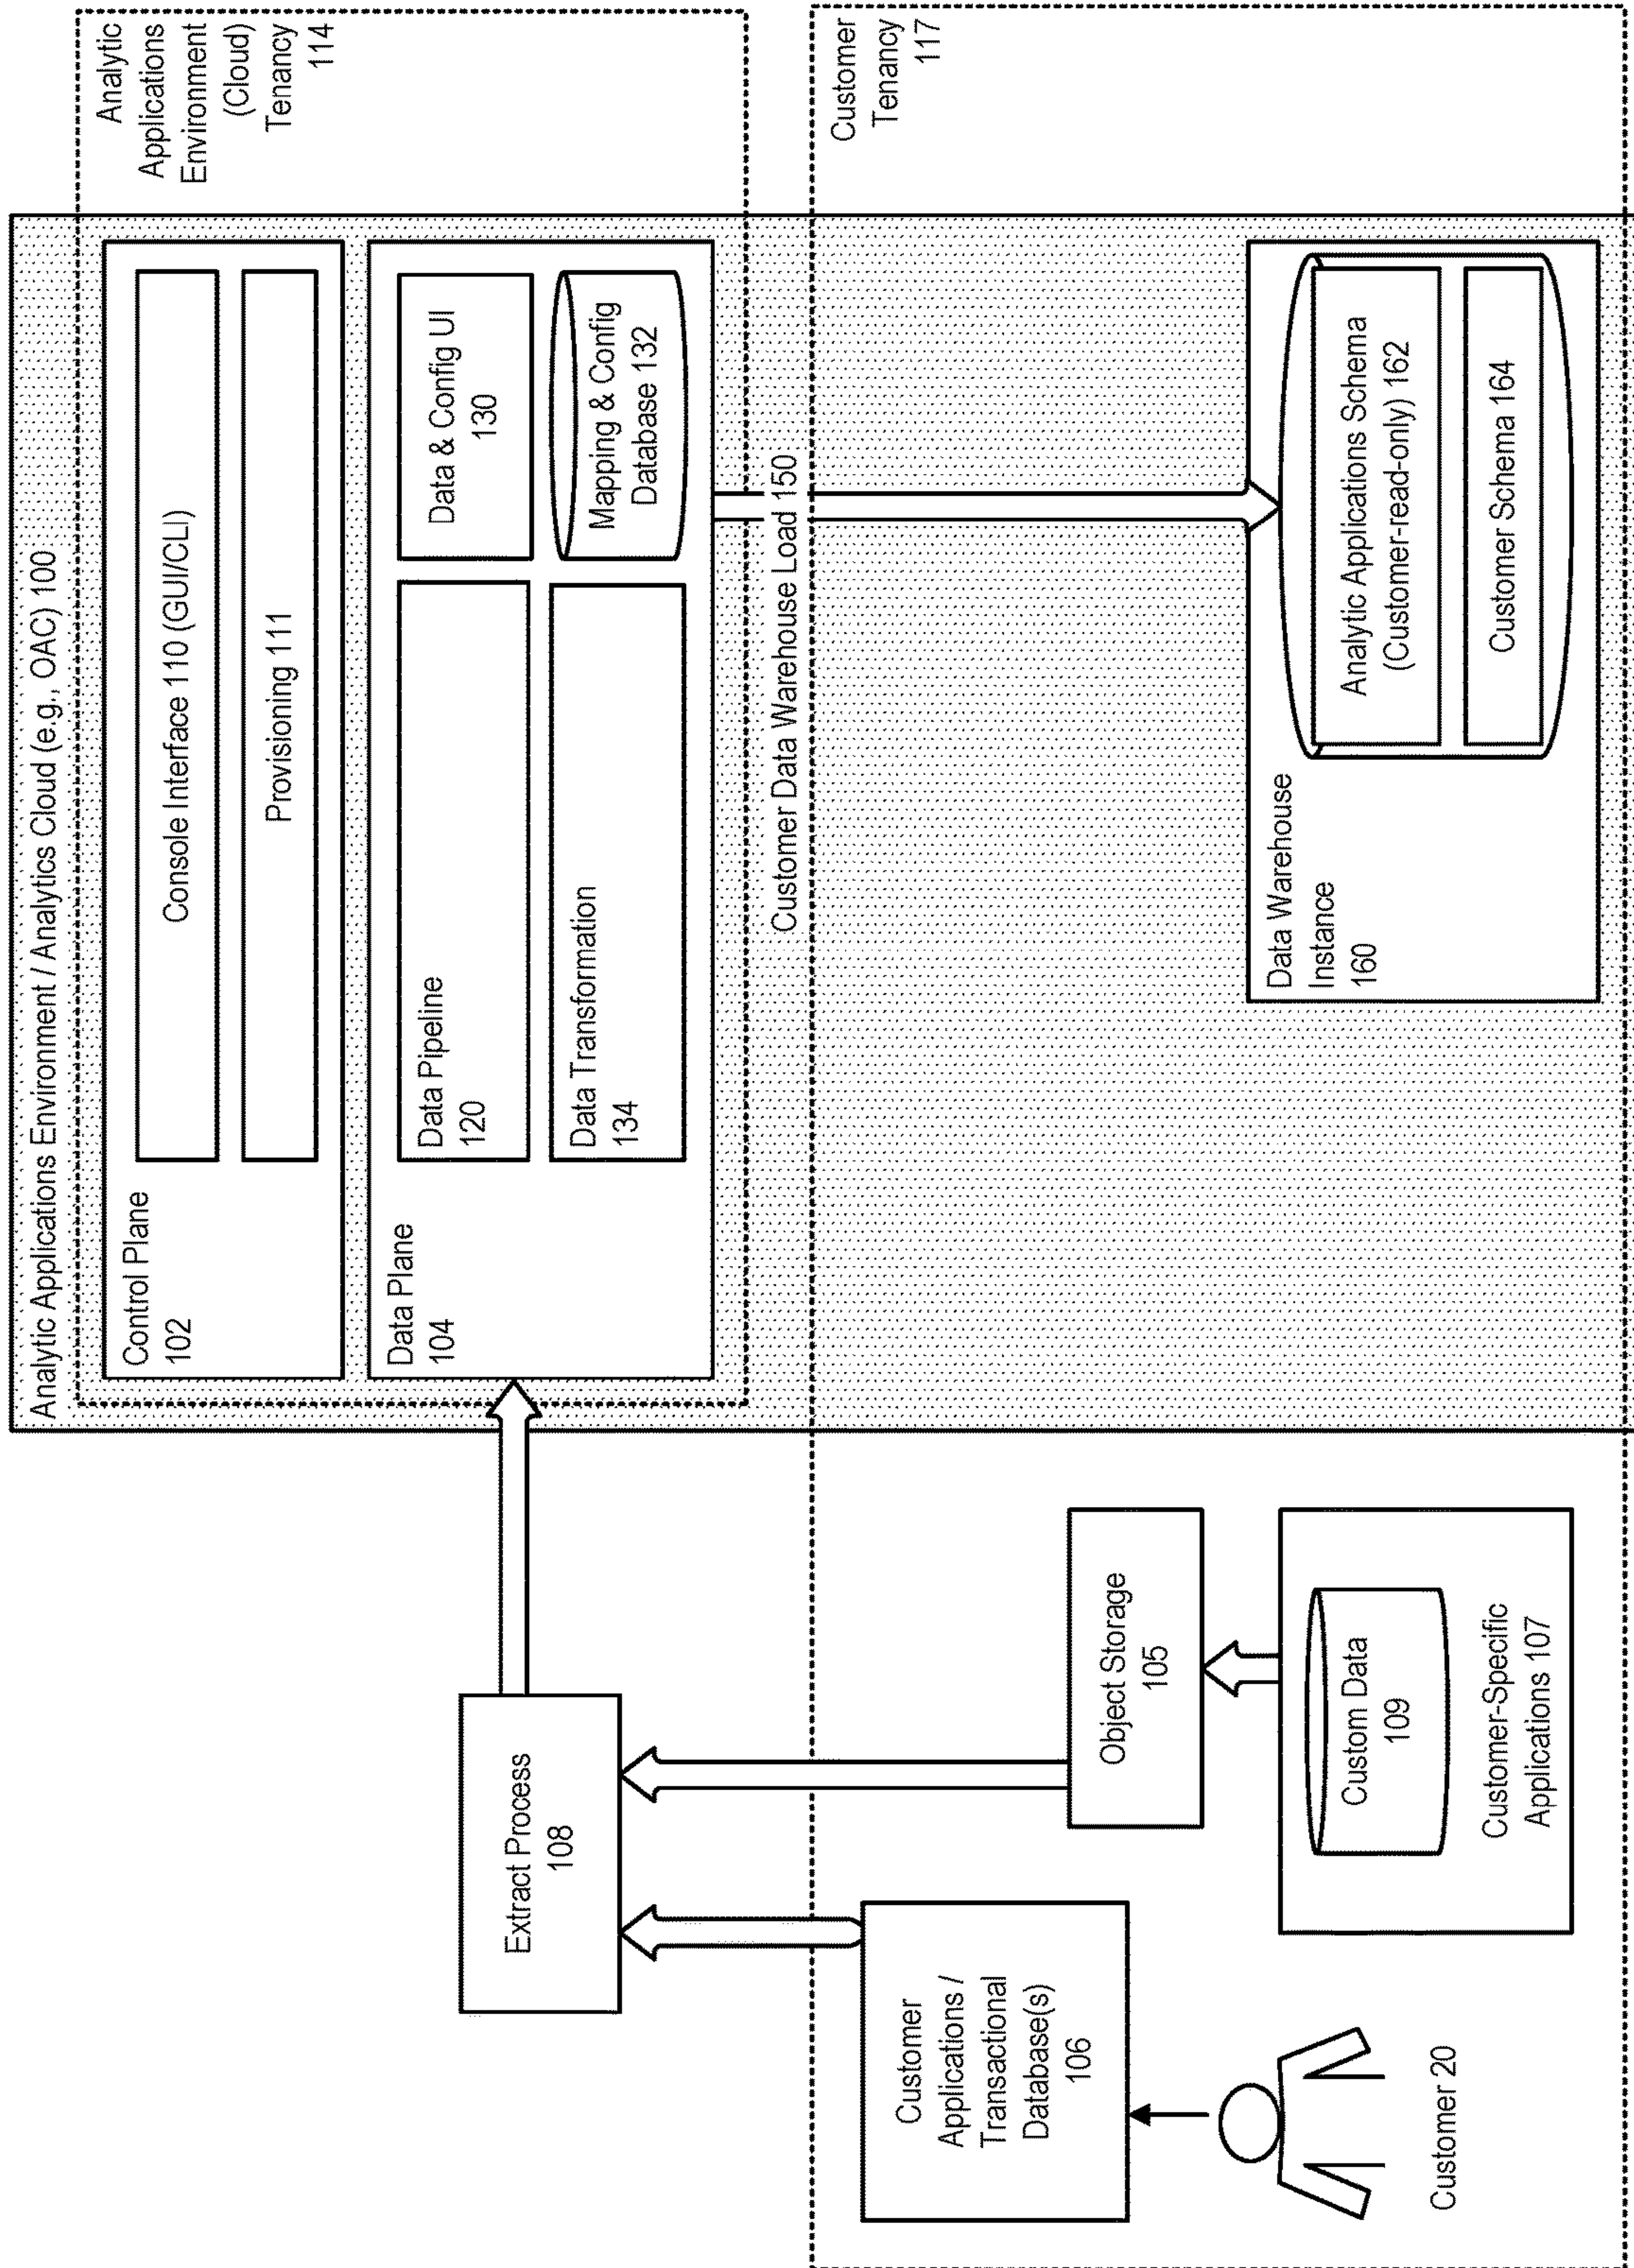 Analytic Applications Environment / Analytics Cloud (e.g., OAC) 100
Analytic
Applications
Environment
(Cloud)
Tenancy
114
Control Plane
102
Console Interface 110 (GUI/CLI)
Provisioning 111
Data Plane
104
Data Pipeline
120
Data & Config UI
130
Data Transformation
134
Mapping & Config
Database 132
Extract Process
108
Customer Data Warehouse Load 150
Customer
Tenancy
117
Customer
Applications /
Transactional
Database(s)
106
Object Storage
105
Custom Data
109
Customer-Specific
Applications 107
Customer 20
Data Warehouse
Instance
160
Analytic Applications Schema
(Customer-read-only) 162
Customer Schema 164